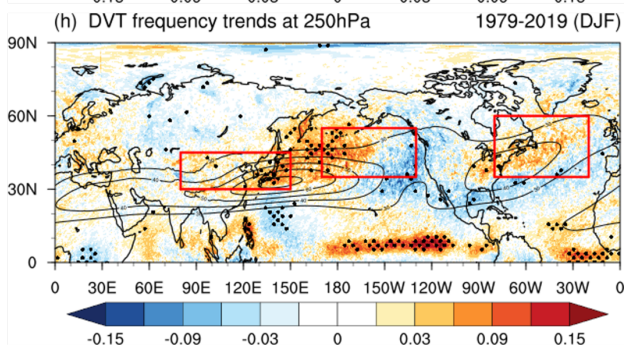 (h) DVT frequency trends at 250hPa 1979-2019 (DJF)
90N
60N
30N
0
0 30E 60E 90E 120E 150E 180 150W 120W 90W 60W 30W 0
-0.15 -0.09 -0.03 0 0.03 0.09 0.15